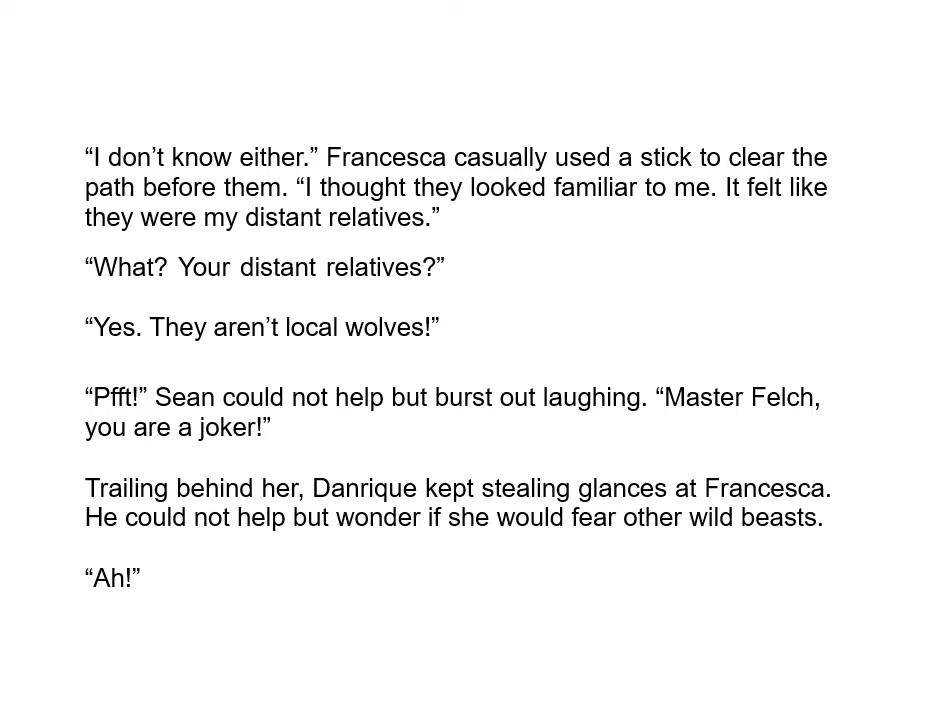 “I don’t know either.” Francesca casually used a stick to clear the
path before them. “I thought they looked familiar to me. It felt like
they were my distant relatives.”
“What? Your distant relatives?”
“Yes. They aren’t local wolves!”
“Pfft!” Sean could not help but burst out laughing. “Master Felch,
you are a joker!”
Trailing behind her, Danrique kept stealing glances at Francesca.
He could not help but wonder if she would fear other wild beasts.
“Ah!”